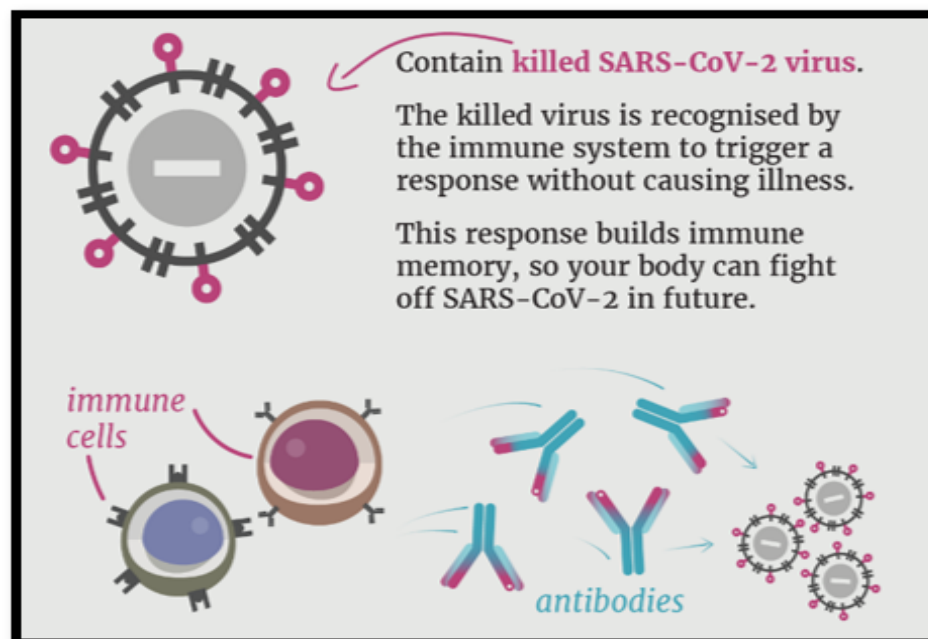 Contain killed SARS-CoV-2 virus.
The killed virus is recognised by
the immune system to trigger a
response without causing illness.
This response builds immune
memory, so your body can fight
off SARS-CoV-2 in future.
immune
cells
antibodies